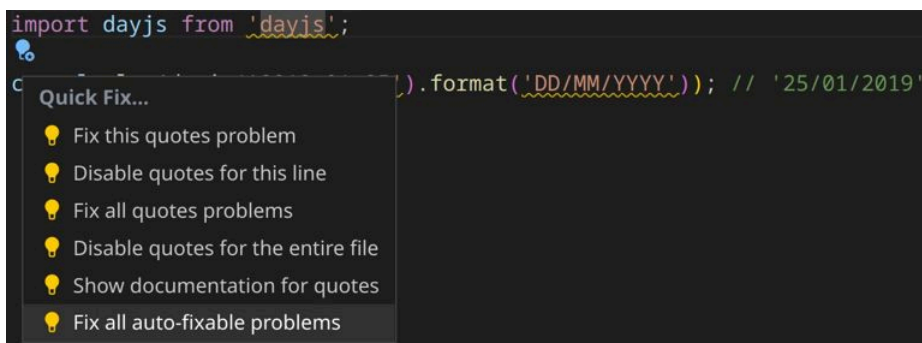 import dayjs from 'dayjs';
).format('DD/MM/YYYY')); // '25/01/2019'
Quick Fix...
Fix this quotes problem
Disable quotes for this line
Fix all quotes problems
Disable quotes for the entire file
Show documentation for quotes
Fix all auto-fixable problems